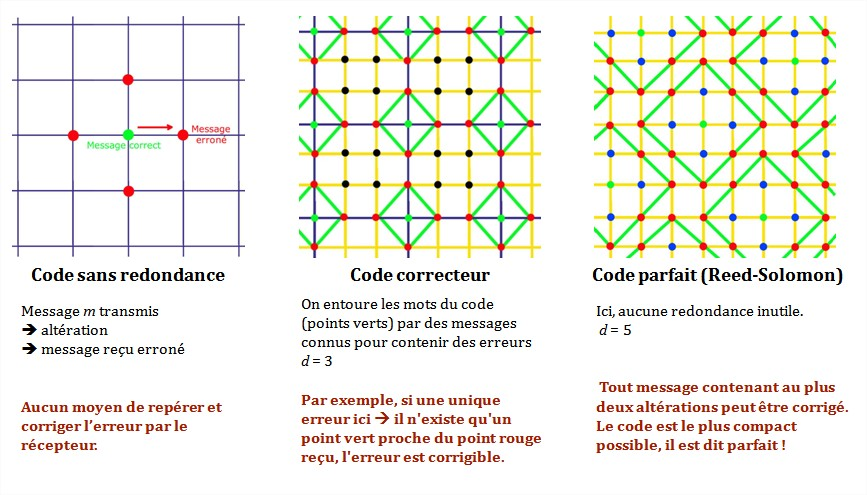 Message correct
Message
erroné
Code sans redondance
Message m transmis
➔ altération
➔ message reçu erroné
Aucun moyen de repérer et
corriger l’erreur par le
récepteur.
Code correcteur
On entoure les mots du code
(points verts) par des messages
connus pour contenir des erreurs
d = 3
Par exemple, si une unique
erreur ici ➔ il n'existe qu'un
point vert proche du point rouge
reçu, l'erreur est corrigible.
Code parfait (Reed-Solomon)
Ici, aucune redondance inutile.
d = 5
Tout message contenant au plus
deux altérations peut être corrigé.
Le code est le plus compact
possible, il est dit parfait !